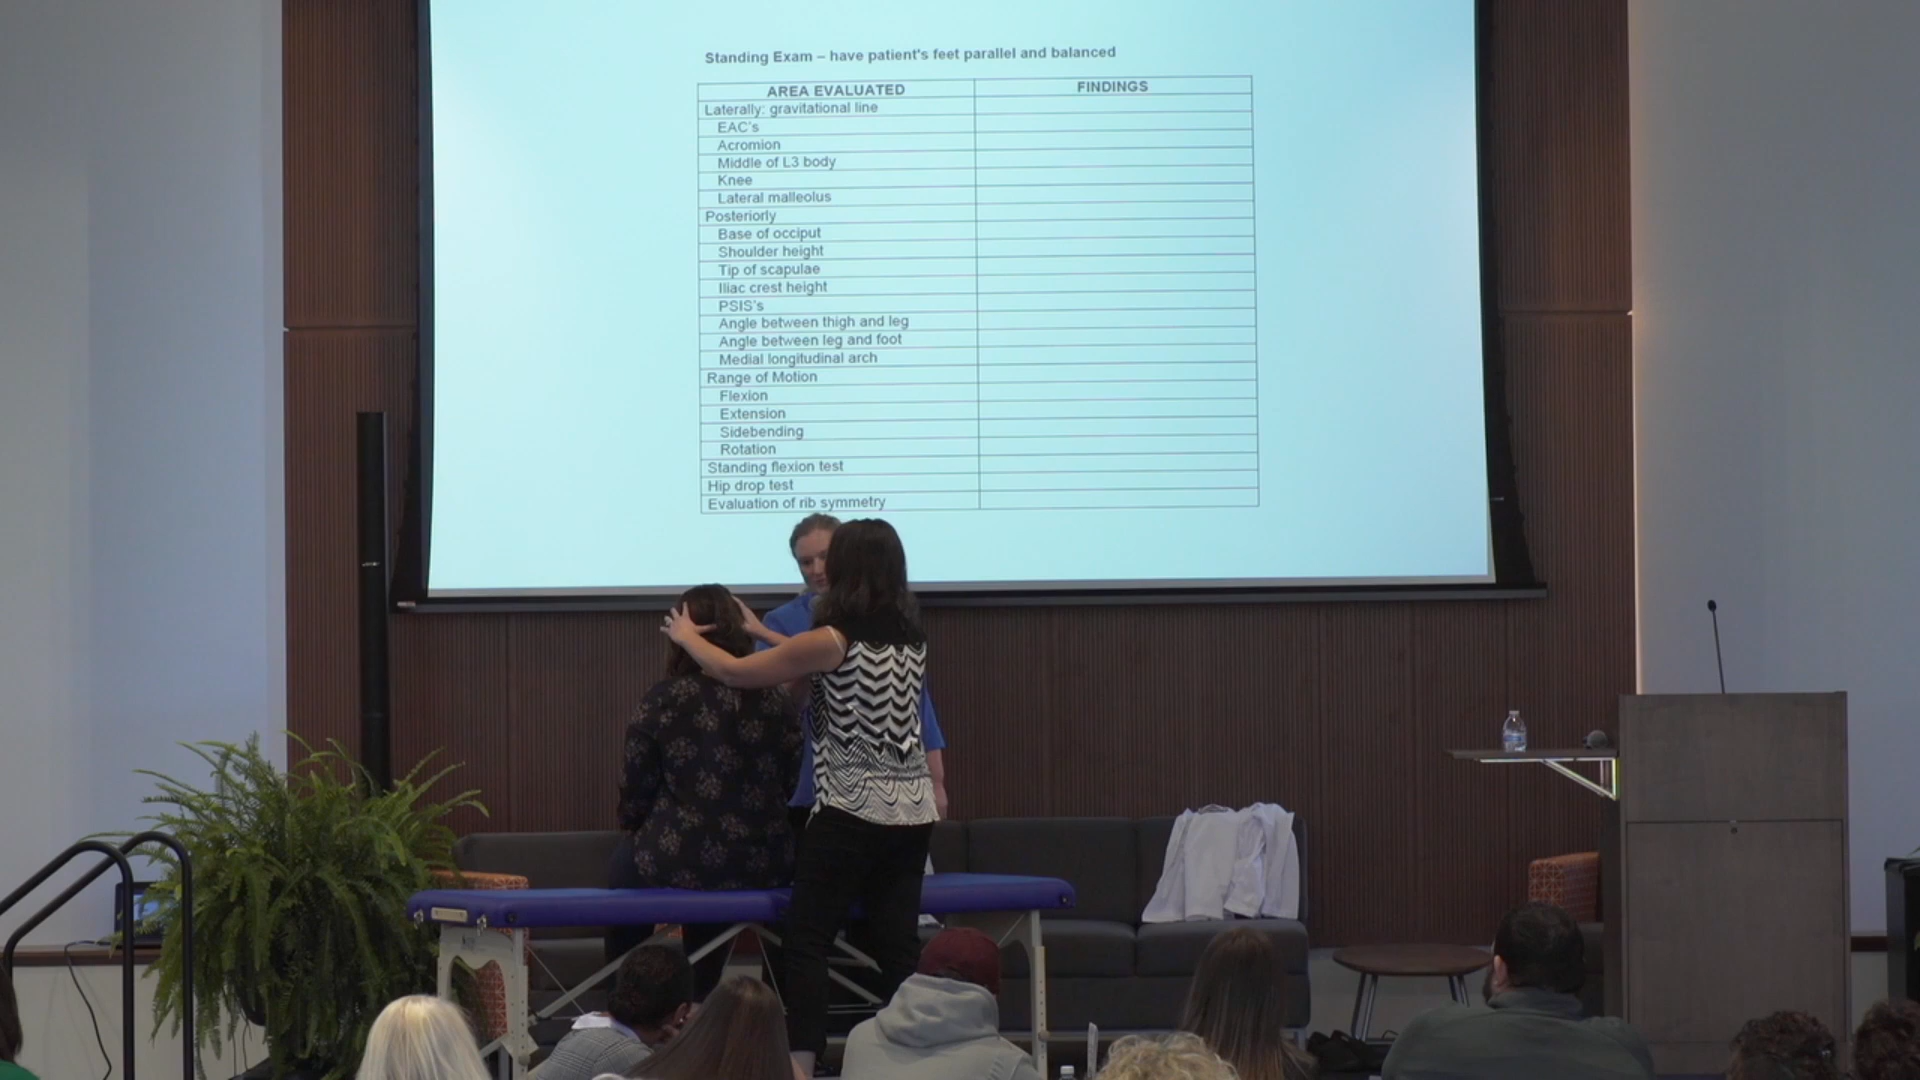 Standing Exam – have patient's feet parallel and balanced
AREA EVALUATED FINDINGS
Laterally: gravitational line
EAC's
Acromion
Middle of L3 body
Knee
Lateral malleolus
Posteriorly
Base of occiput
Shoulder height
Tip of scapulae
Iliac crest height
PSIS's
Angle between thigh and leg
Angle between leg and foot
Medial longitudinal arch
Range of Motion
Flexion
Extension
Sidebending
Rotation
Standing flexion test
Hip drop test
Evaluation of rib symmetry